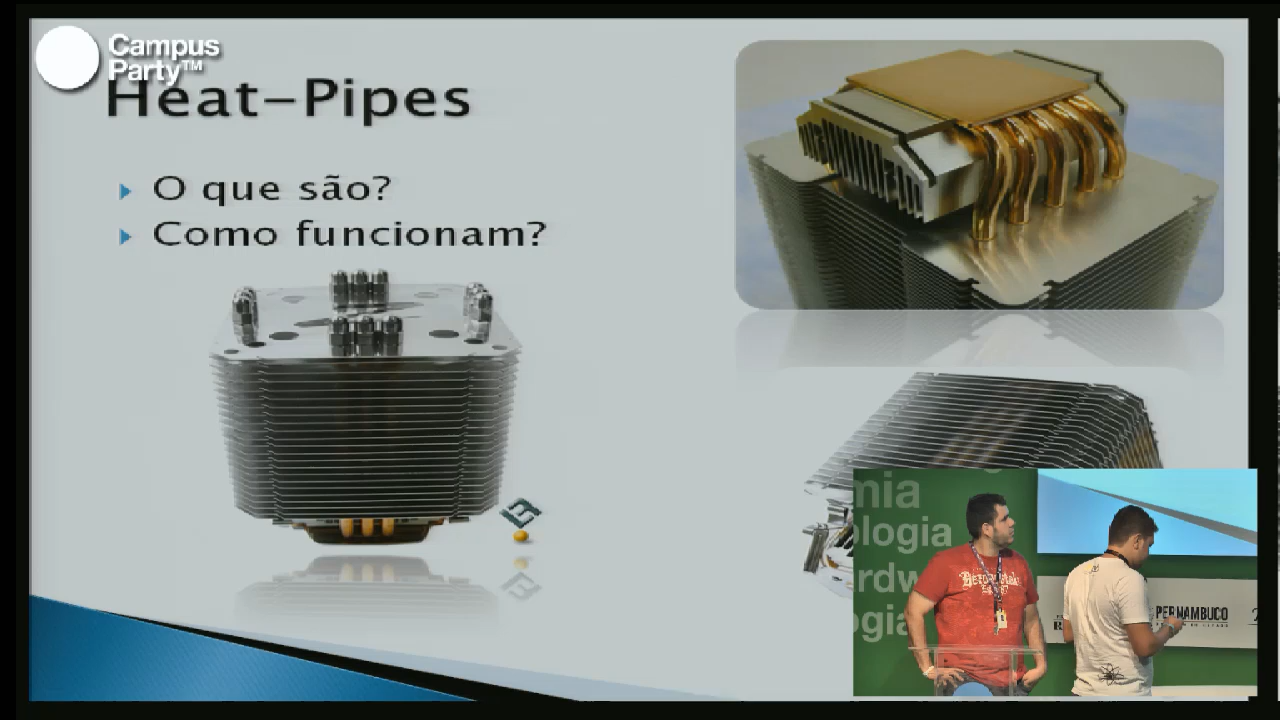 Campus
Party™
Heat-Pipes
O que são?
Como funcionam?
mia
ologia
rdw
ogia
PERNAMBUCO